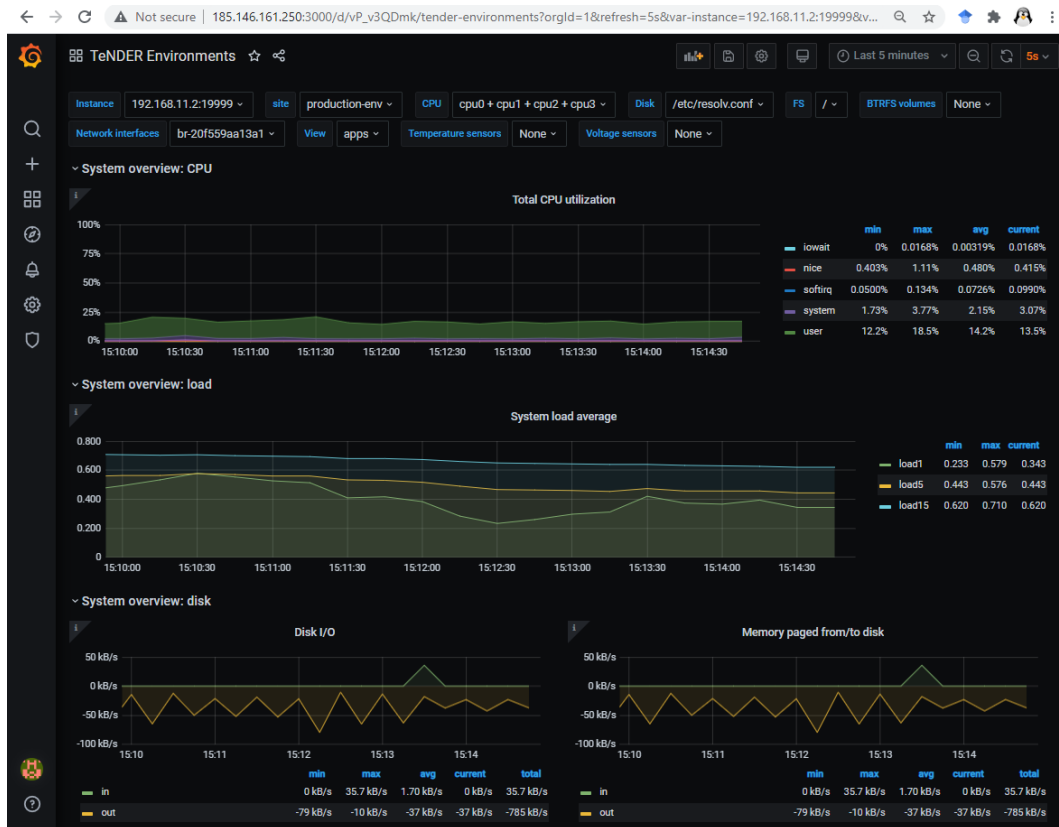 Not secure | 185.146.161.250:3000/d/vP_v3QDmk/tender-environments?orgId=1&refresh=5s&var-instance=192.168.11.2:19999&v...
TeNDER Environments
Last 5 minutes
5s
Instance 192.168.11.2:19999 site production-env CPU cpu0 + cpu1 + cpu2 + cpu3 Disk /etc/resolv.conf FS / BTRFS volumes None
Network interfaces br-20f559aa13a1 View apps Temperature sensors None Voltage sensors None
System overview: CPU
i
Total CPU utilization
100%
75%
50%
25%
0%
15:10:00 15:10:30 15:11:00 15:11:30 15:12:00 15:12:30 15:13:00 15:13:30 15:14:00 15:14:30
min max avg current
iowait 0% 0.0168% 0.00319% 0.0168%
nice 0.403% 1.11% 0.480% 0.415%
softirq 0.0500% 0.134% 0.0726% 0.0990%
system 1.73% 3.77% 2.15% 3.07%
user 12.2% 18.5% 14.2% 13.5%
System overview: load
i
System load average
0.800
0.600
0.400
0.200
0
15:10:00 15:10:30 15:11:00 15:11:30 15:12:00 15:12:30 15:13:00 15:13:30 15:14:00 15:14:30
min max current
load1 0.233 0.579 0.343
load5 0.443 0.576 0.443
load15 0.620 0.710 0.620
System overview: disk
i
Disk I/O
50 kB/s
0 kB/s
-50 kB/s
-100 kB/s
15:10 15:11 15:12 15:13 15:14
min max avg current total
in 0 kB/s 35.7 kB/s 1.70 kB/s 0 kB/s 35.7 kB/s
out -79 kB/s -10 kB/s -37 kB/s -37 kB/s -785 kB/s
i
Memory paged from/to disk
50 kB/s
0 kB/s
-50 kB/s
-100 kB/s
15:10 15:11 15:12 15:13 15:14
min max avg current total
in 0 kB/s 35.7 kB/s 1.70 kB/s 0 kB/s 35.7 kB/s
out -79 kB/s -10 kB/s -37 kB/s -37 kB/s -785 kB/s